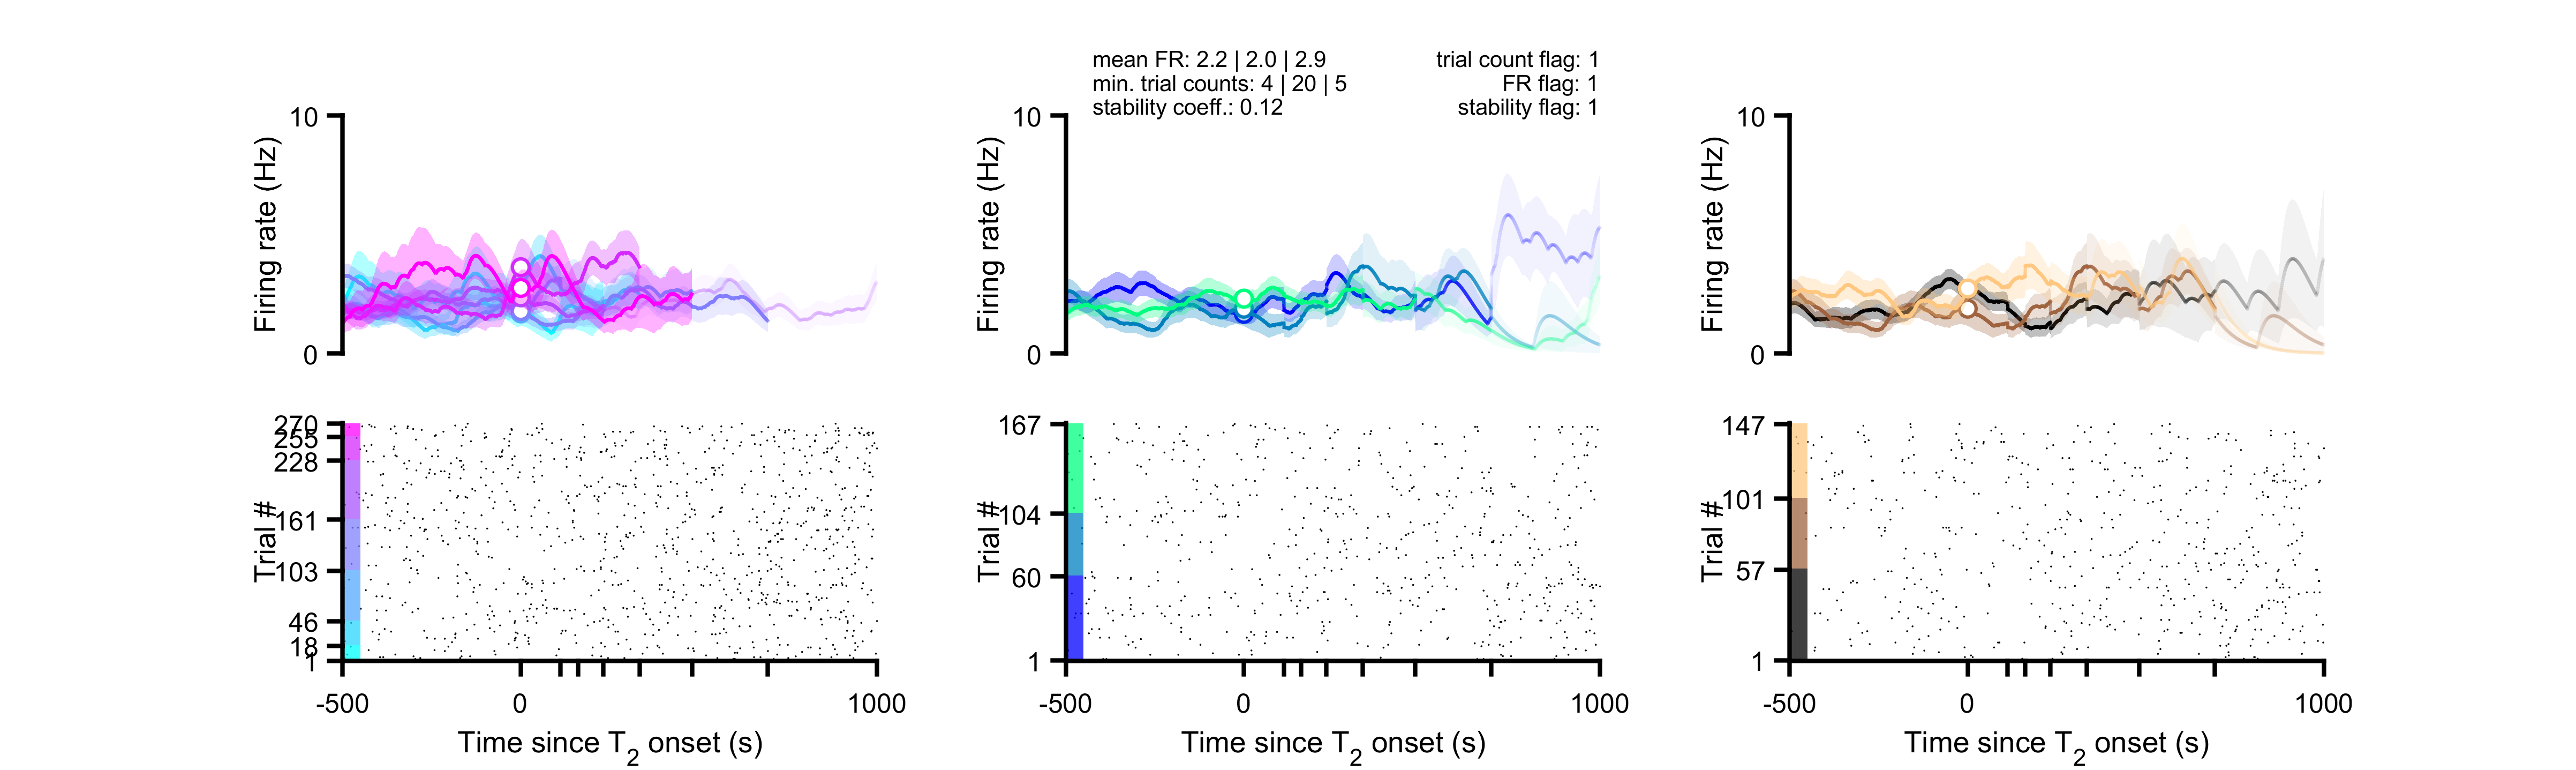 mean FR: 2.2 | 2.0 | 2.9
min. trial counts: 4 | 20 | 5
stability coeff.: 0.12
trial count flag: 1
FR flag: 1
stability flag: 1
10
Firing rate (Hz)
0
10
Firing rate (Hz)
0
10
Firing rate (Hz)
0
270
255
228
161
103
46
18
1
Trial #
-500
0
1000
Time since T2 onset (s)
167
104
60
1
Trial #
-500
0
1000
Time since T2 onset (s)
147
101
57
1
Trial #
-500
0
1000
Time since T2 onset (s)